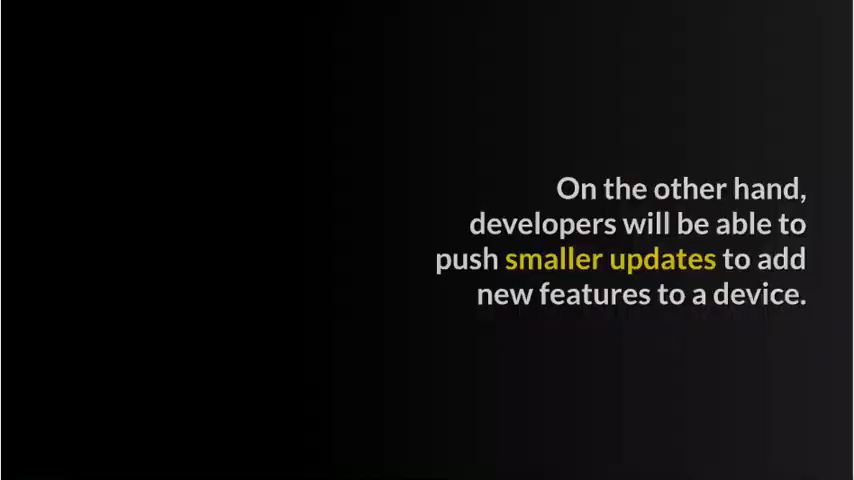 On the other hand,
developers will be able to
push smaller updates to add
new features to a device.